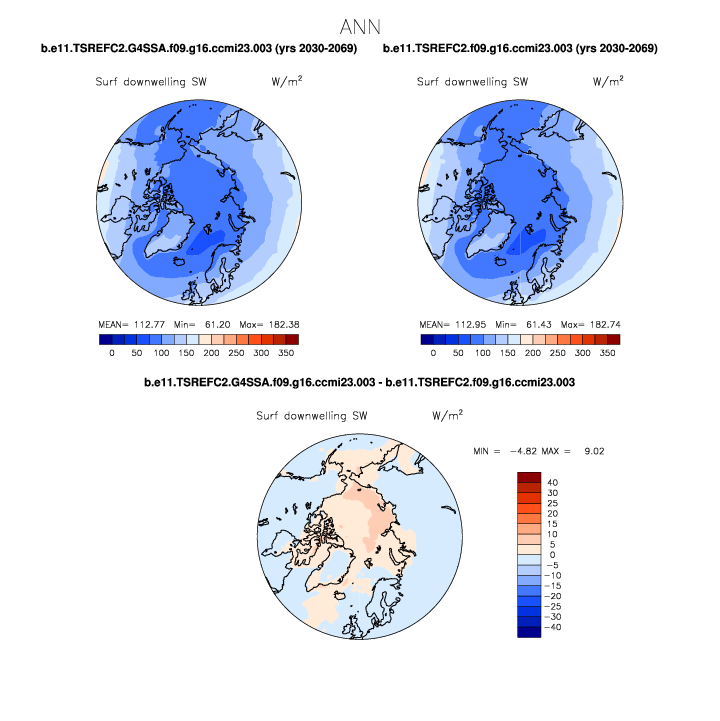 ANN
b.e11.TSREFC2.G4SSA.f09.g16.ccmi23.003 (yrs 2030-2069) b.e11.TSREFC2.f09.g16.ccmi23.003 (yrs 2030-2069)
Surf downwelling SW W/m² Surf downwelling SW W/m²
MEAN= 112.77 Min= 61.20 Max= 182.38 MEAN= 112.95 Min= 61.43 Max= 182.74
0 50 100 150 200 250 300 350 0 50 100 150 200 250 300 350
b.e11.TSREFC2.G4SSA.f09.g16.ccmi23.003 - b.e11.TSREFC2.f09.g16.ccmi23.003
Surf downwelling SW W/m²
MIN = -4.82 MAX = 9.02
40
30
25
20
15
10
5
0
-5
-10
-15
-20
-25
-30
-40